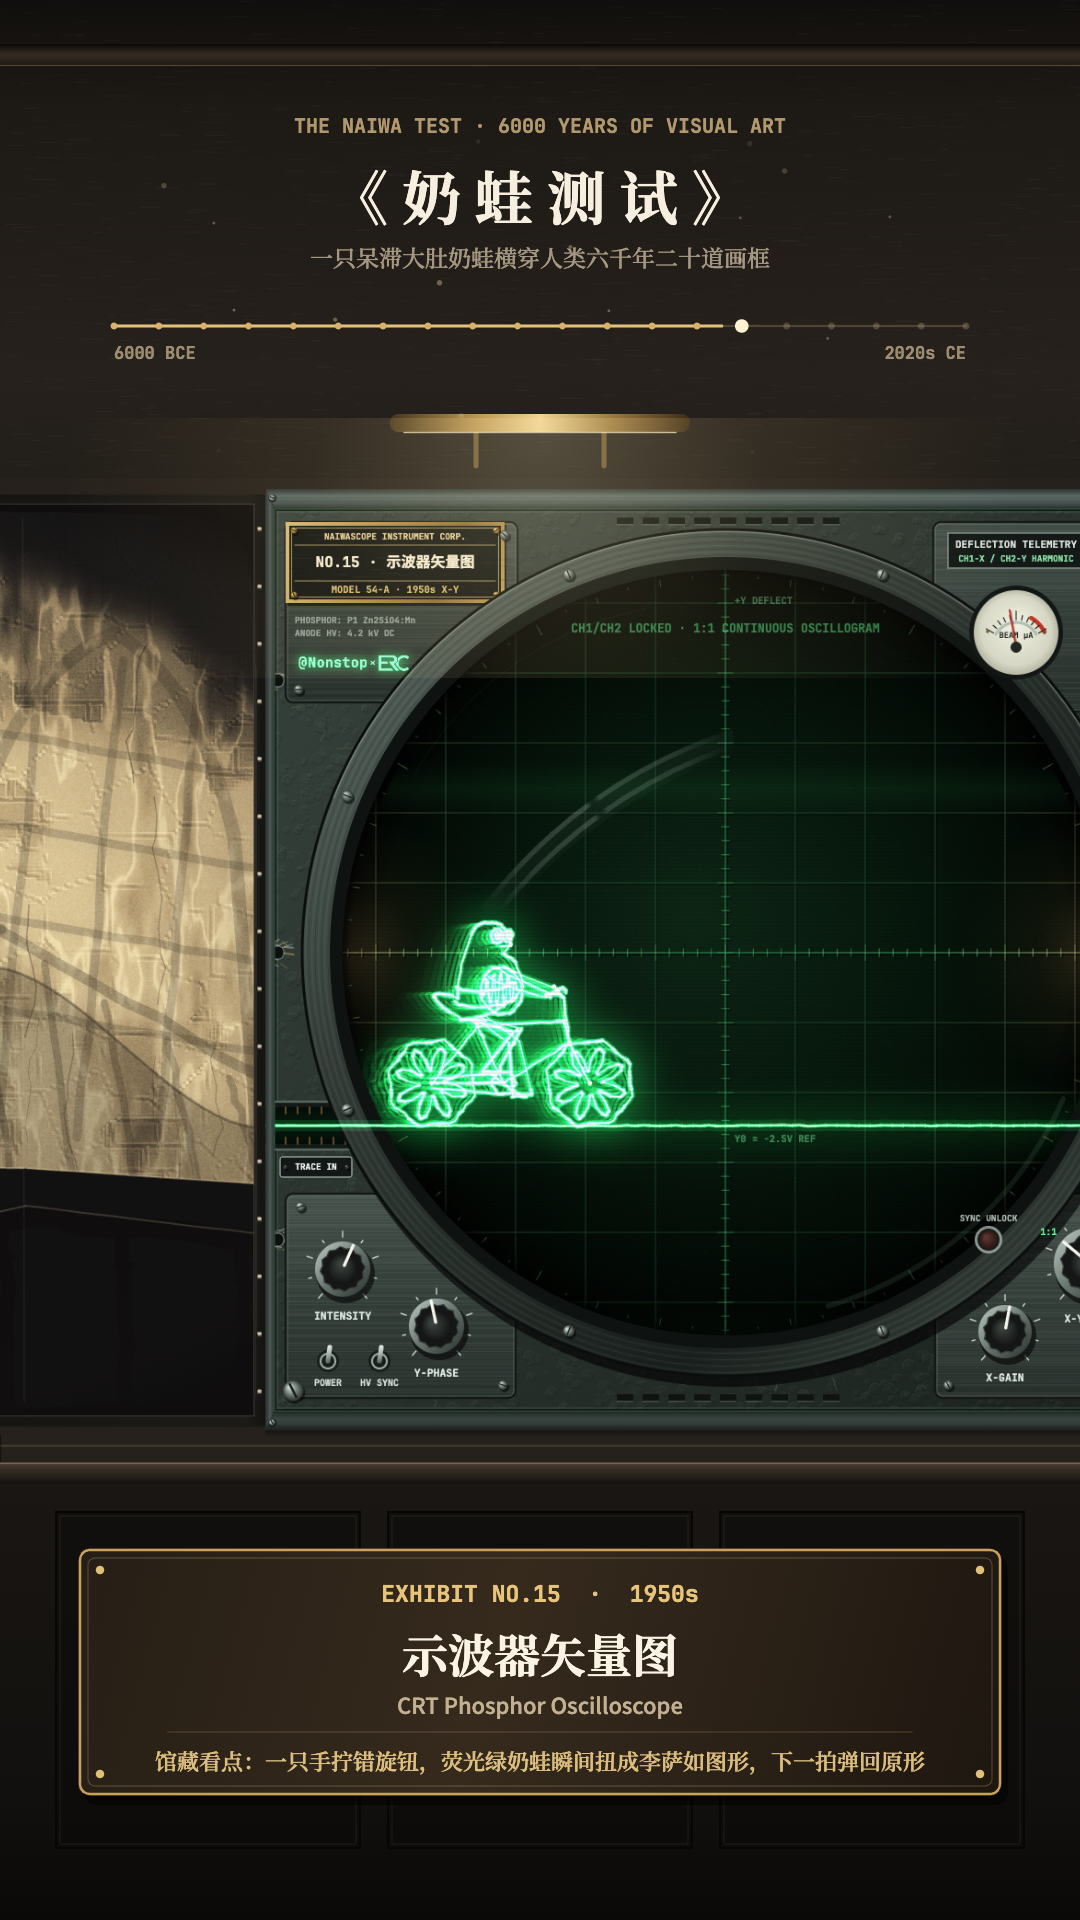 THE NAIWA TEST · 6000 YEARS OF VISUAL ART
《奶蛙测试》
一只呆滞大肚奶蛙横穿人类六千年二十道画框
6000 BCE
2020s CE
NAIWASCOPE INSTRUMENT CORP.
NO.15 · 示波器矢量图
MODEL 54-A · 1950s X-Y
PHOSPHOR: P1 Zn2SiO4:Mn
ANODE HV: 4.2 kV DC
@Nonstop × ERC
DEFLECTION TELEMETRY
CH1-X / CH2-Y HARMONIC
BEAM μA
+Y DEFLECT
CH1/CH2 LOCKED · 1:1 CONTINUOUS OSCILLOGRAM
Y0 = -2.5V REF
TRACE IN
SYNC UNLOCK
1:1
INTENSITY
Y-PHASE
POWER
HV SYNC
X-GAIN
X-Y
EXHIBIT NO.15 · 1950s
示波器矢量图
CRT Phosphor Oscilloscope
馆藏看点：一只手拧错旋钮，荧光绿奶蛙瞬间扭成李萨如图形，下一拍弹回原形